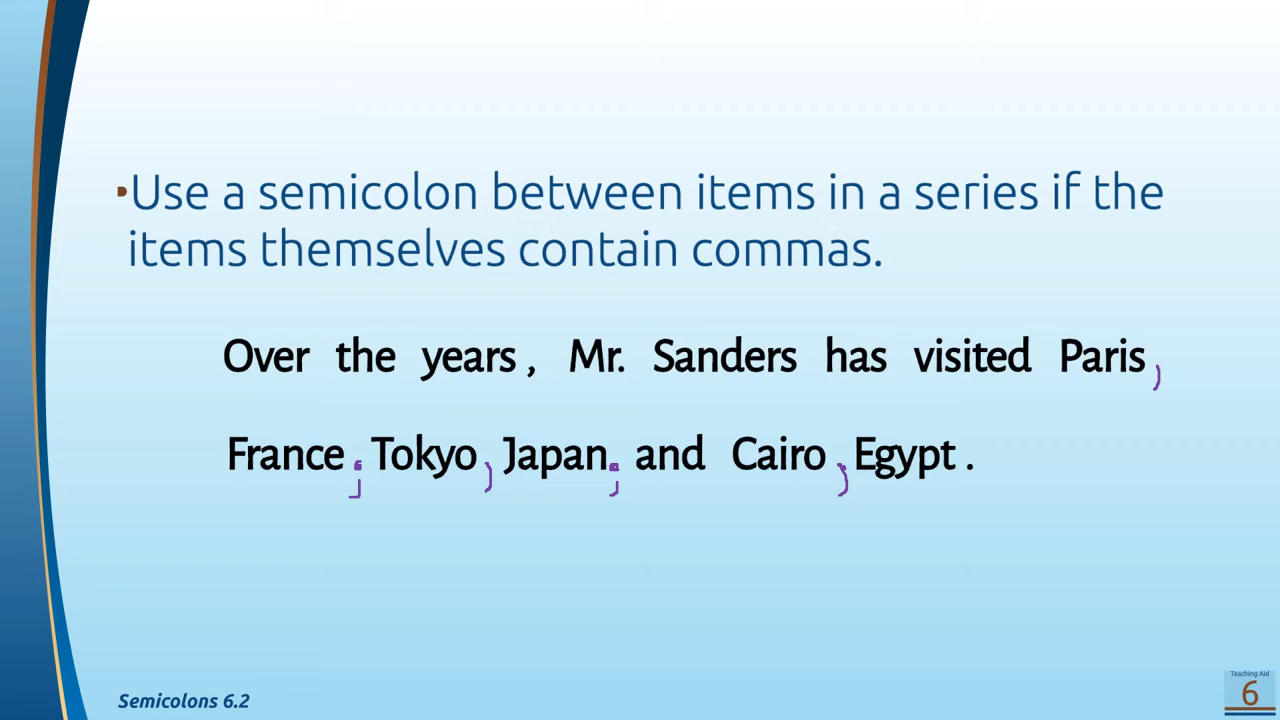 •Use a semicolon between items in a series if the
items themselves contain commas.
Over the years, Mr. Sanders has visited Paris,
France; Tokyo, Japan; and Cairo, Egypt.
Semicolons 6.2
Teaching Aid
6